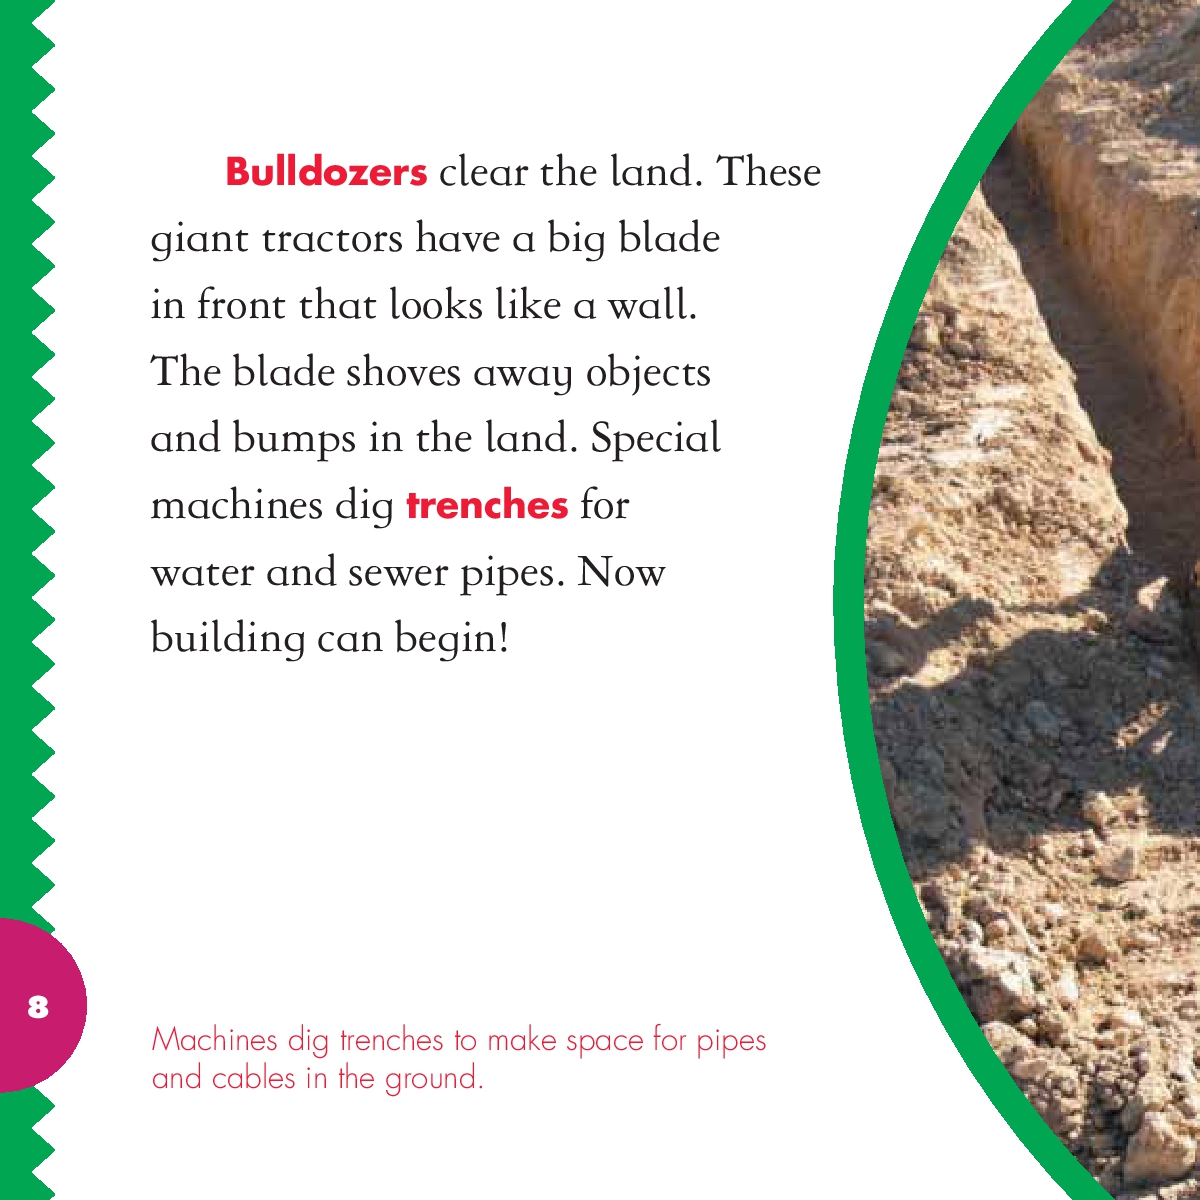 Bulldozers clear the land. These
giant tractors have a big blade
in front that looks like a wall.
The blade shoves away objects
and bumps in the land. Special
machines dig trenches for
water and sewer pipes. Now
building can begin!
8
Machines dig trenches to make space for pipes
and cables in the ground.